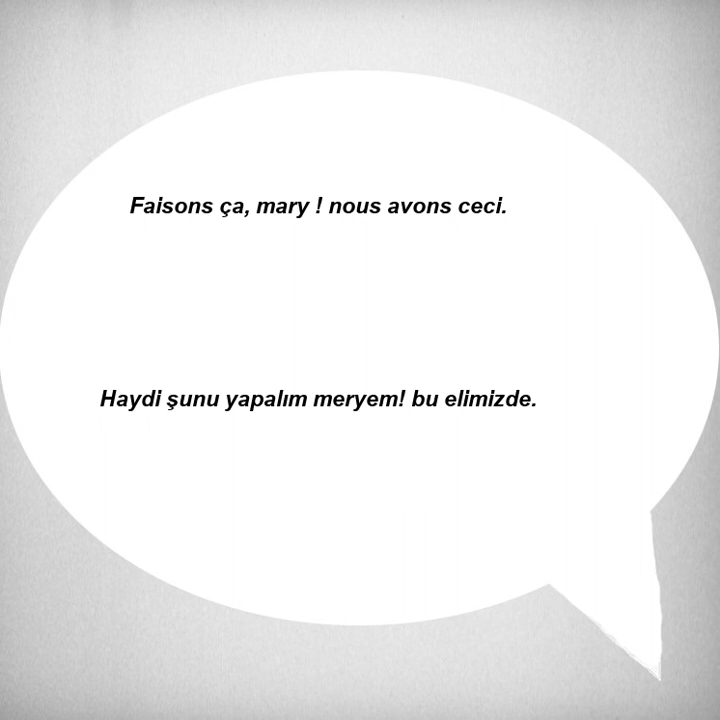 Faisons ça, mary ! nous avons ceci.
Haydi şunu yapalım meryem! bu elimizde.